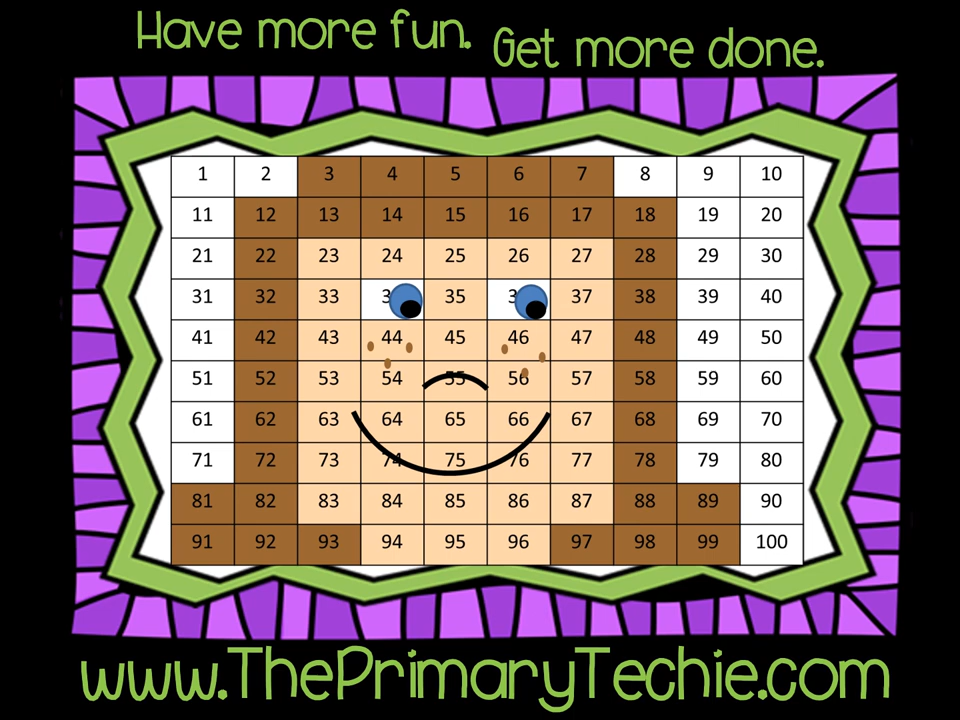 Have more fun. Get more done.
1 2 3 4 5 6 7 8 9 10
11 12 13 14 15 16 17 18 19 20
21 22 23 24 25 26 27 28 29 30
31 32 33 35 37 38 39 40
41 42 43 44 45 46 47 48 49 50
51 52 53 54 55 56 57 58 59 60
61 62 63 64 65 66 67 68 69 70
71 72 73 74 75 76 77 78 79 80
81 82 83 84 85 86 87 88 89 90
91 92 93 94 95 96 97 98 99 100
www.ThePrimaryTechie.com